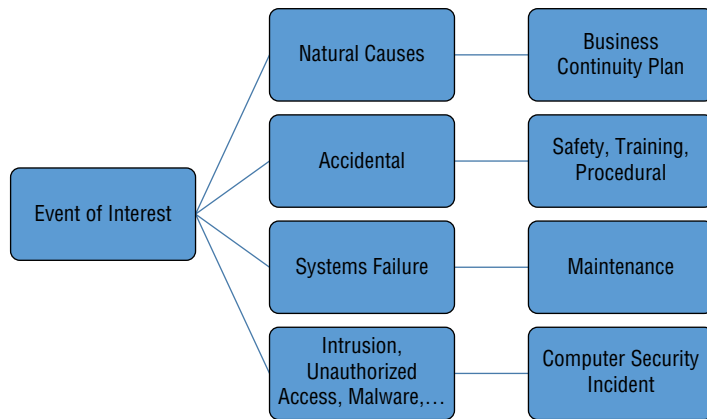 Natural Causes
Business
Continuity Plan
Accidental
Safety, Training,
Procedural
Event of Interest
Systems Failure
Maintenance
Intrusion,
Unauthorized
Access, Malware,…
Computer Security
Incident